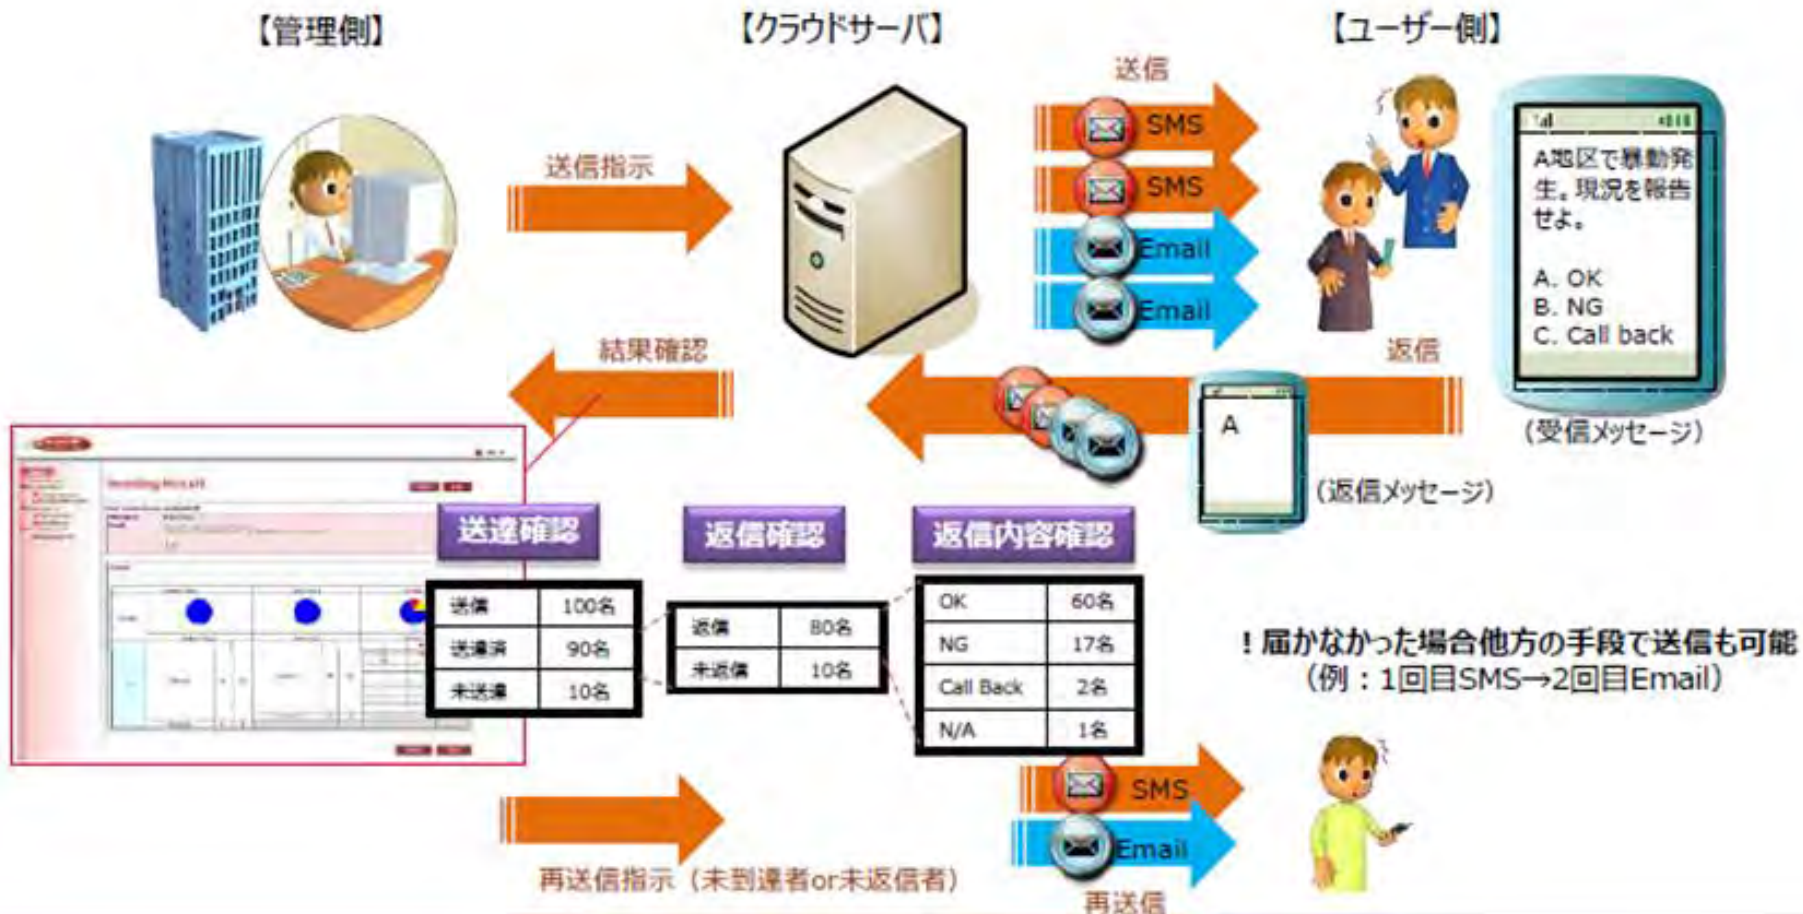 【管理側】
【クラウドサーバ】
【ユーザー側】
送信指示
送信
SMS
SMS
Email
Email
A地区で暴動発
生。現況を報告
せよ。
A. OK
B. NG
C. Call back
(受信メッセージ)
返信
A
(返信メッセージ)
結果確認
送達確認
送信 100名
送達済 90名
未送達 10名
返信確認
返信 80名
未返信 10名
返信内容確認
OK 60名
NG 17名
Call Back 2名
N/A 1名
！届かなかった場合他方の手段で送信も可能
(例：1回目SMS→2回目Email)
再送信指示（未到達者or未返信者）
SMS
Email
再送信